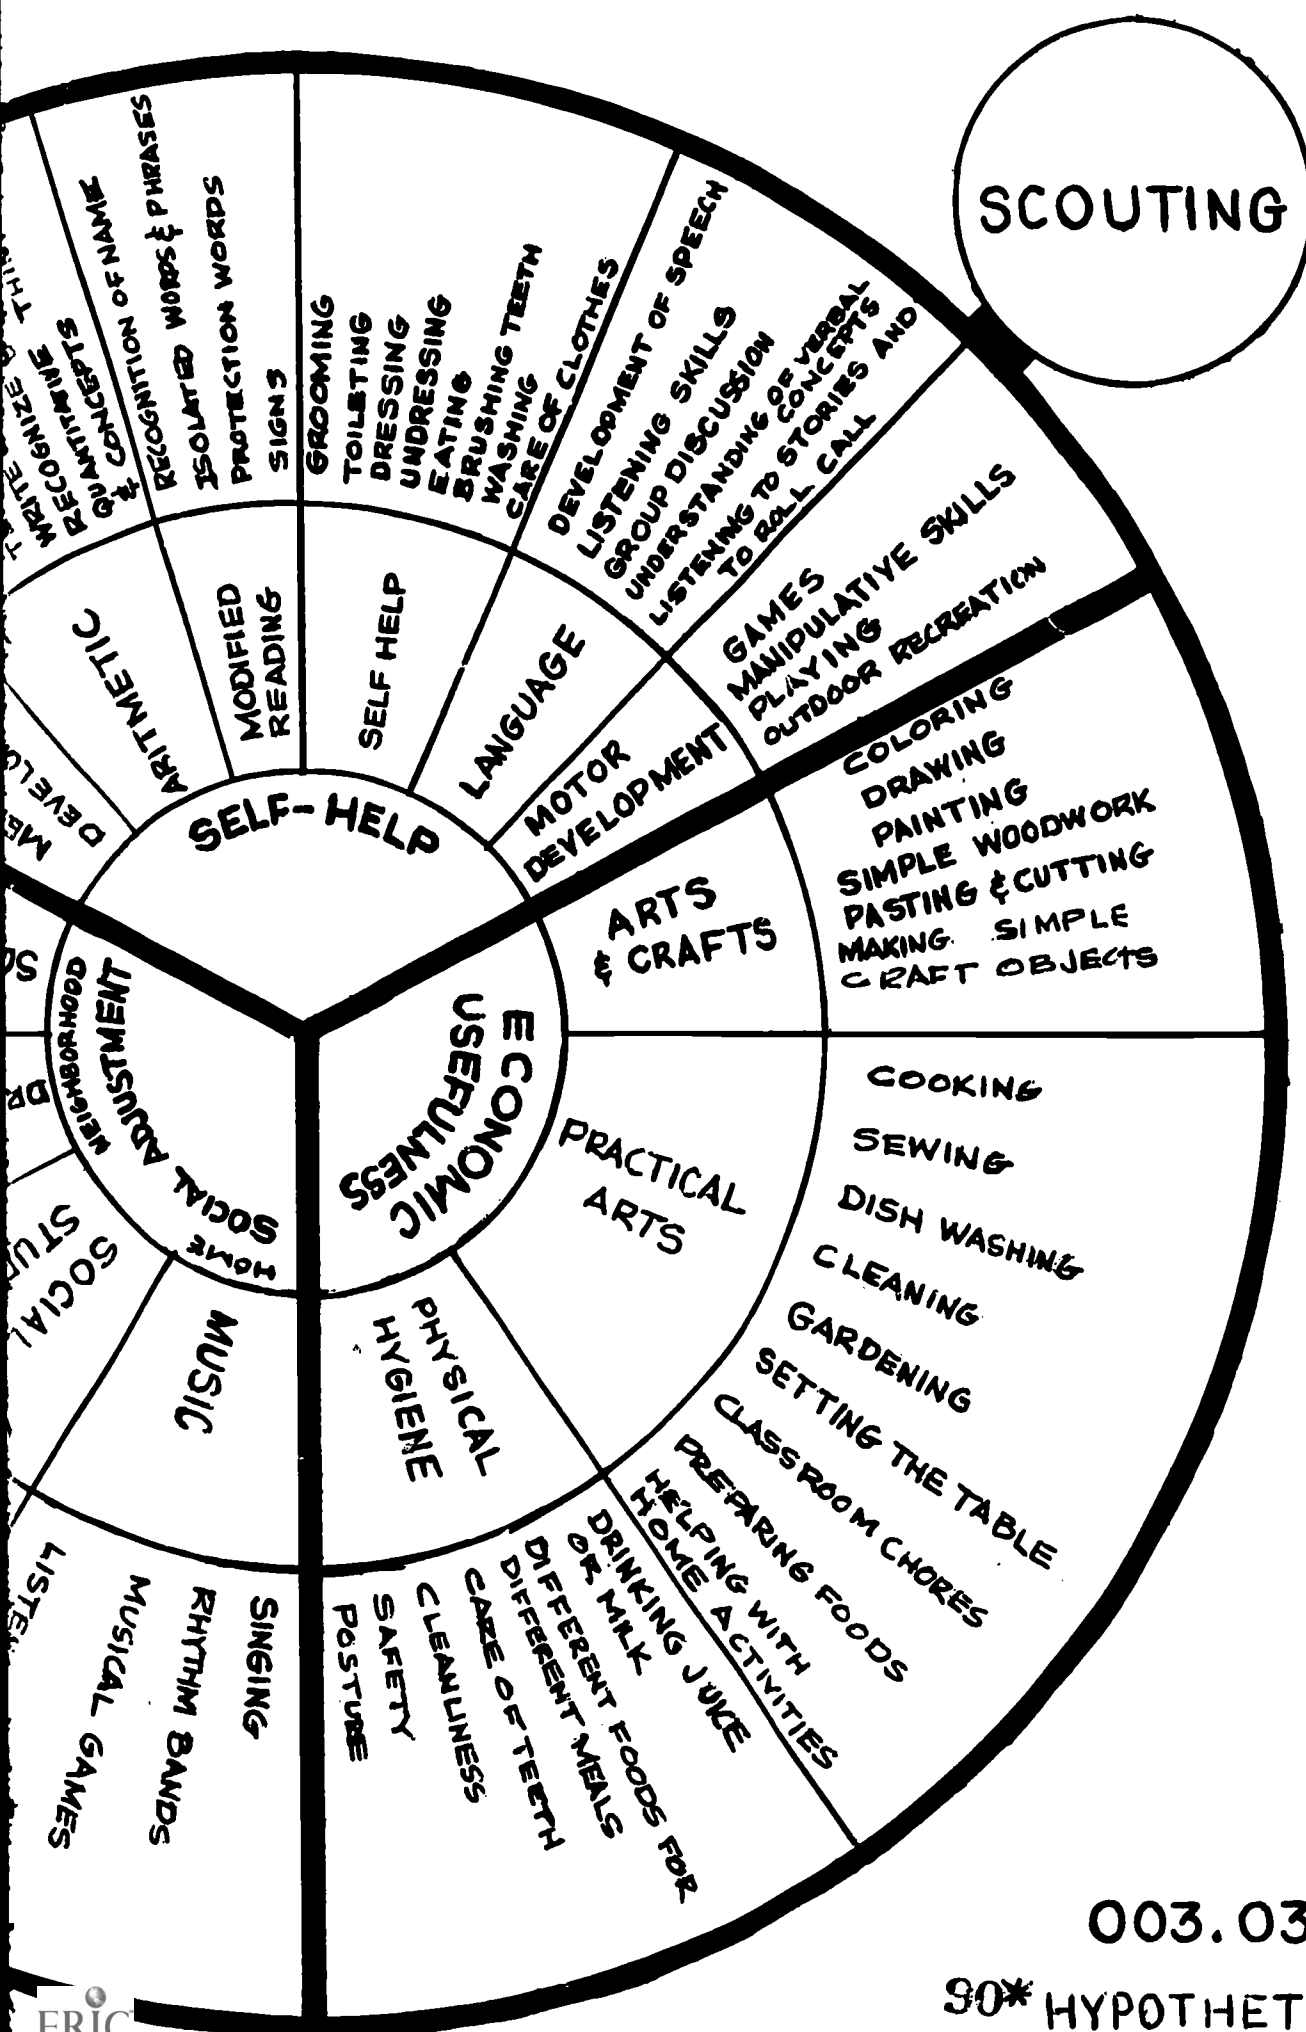 SCOUTING
WRITE
RECOGNIZE
QUANTITATIVE
& CONCEPTS
RECOGNITION OF NAME
ISOLATED WORDS & PHRASES
PROTECTION WORDS
SIGNS
GROOMING
TOILETING
DRESSING
UNDRESSING
EATING
BRUSHING TEETH
WASHING
CARE OF CLOTHES
DEVELOPMENT OF SPEECH
LISTENING SKILLS
GROUP DISCUSSION
UNDERSTANDING OF VERBAL
CONCEPTS
LISTENING TO STORIES AND
TO ROLL CALL
GAMES
MANIPULATIVE SKILLS
PLAYING
OUTDOOR RECREATION
ARITMETIC
MODIFIED
READING
SELF HELP
LANGUAGE
MOTOR
DEVELOPMENT
SELF-HELP
COLORING
DRAWING
PAINTING
SIMPLE WOODWORK
PASTING & CUTTING
MAKING SIMPLE
CRAFT OBJECTS
ARTS
& CRAFTS
ECONOMIC
USEFULNESS
PRACTICAL
ARTS
COOKING
SEWING
DISH WASHING
CLEANING
GARDENING
SETTING THE TABLE
CLASSROOM CHORES
PREPARING FOODS
HELPING WITH
HOME ACTIVITIES
PHYSICAL
HYGIENE
DRINKING JUICE
OR MILK
DIFFERENT FOODS FOR
DIFFERENT MEALS
CARE OF TEETH
CLEANLINESS
SAFETY
POSTURE
SOCIAL ADJUSTMENT
NEIGHBORHOOD
HOME
SOCIAL
MUSIC
SINGING
RHYTHM BANDS
MUSICAL GAMES
003.03
90* HYPOTHET
ERIC